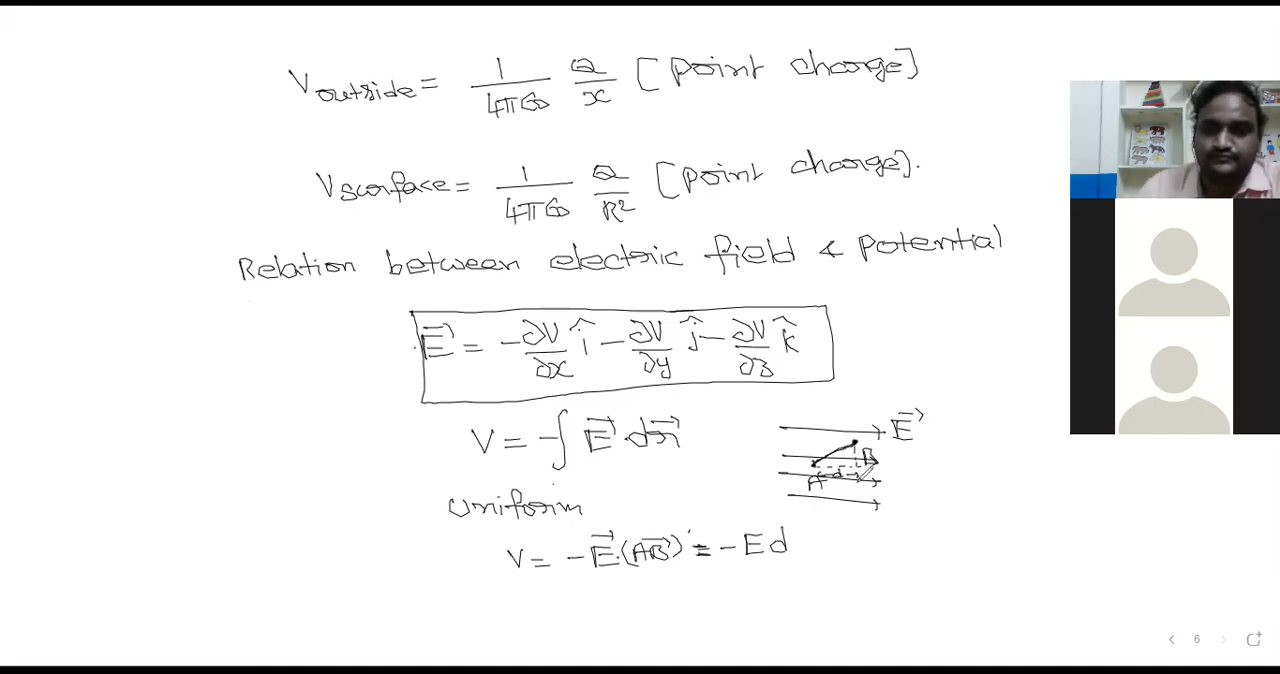 V outside = 1/4πϵ0 Q/x [Point charge]
V surface = 1/4πϵ0 Q/R² [Point charge].
Relation between electric field & Potential
E⃗ = -∂V/∂x î - ∂V/∂y ĵ - ∂V/∂z k̂
V = -∫ E⃗ · dr⃗
E⃗
B
A d
Uniform
V = -E⃗·(AB⃗) = -Ed
6